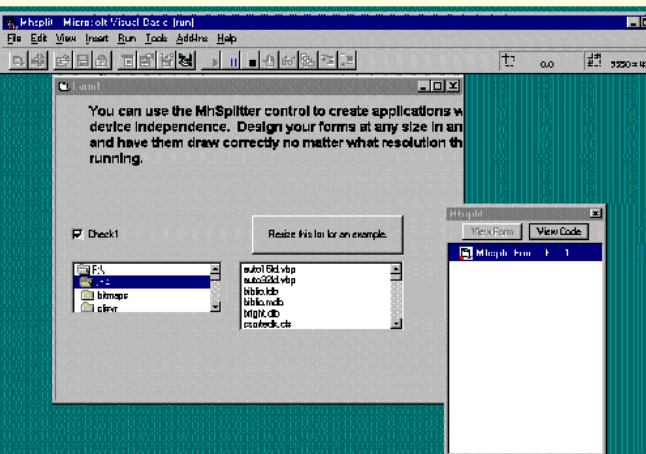 Mhsplit - Microsoft Visual Basic [run]
File Edit View Insert Run Tools Add-Ins Help
0,0
Form1
You can use the MhSplitter control to create applications w
device independence. Design your forms at any size in an
and have them draw correctly no matter what resolution th
running.
Check1
Resize this for for an example.
F:\
bitmaps
auto16ld.vbp
auto32ld.vbp
biblio.ldb
biblio.mdb
bright.dib
Mhsplit
View Form View Code